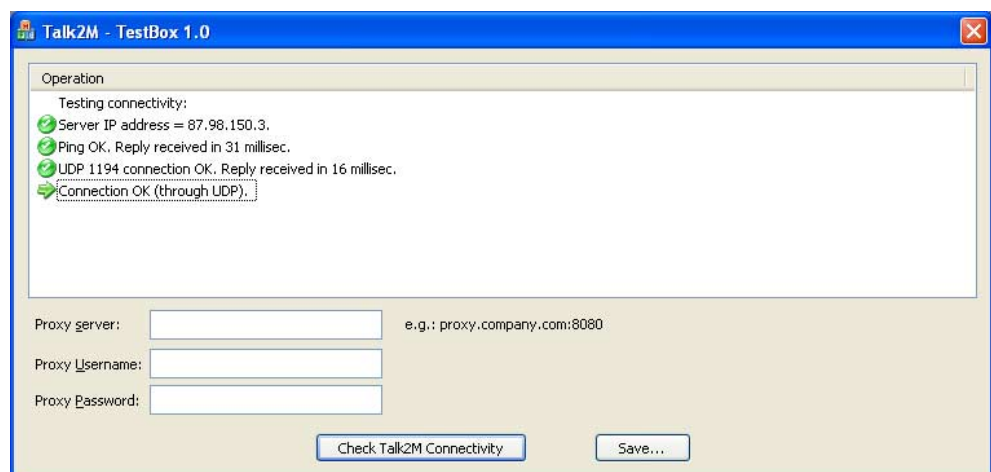 Talk2M - TestBox 1.0
Operation
Testing connectivity:
Server IP address = 87.98.150.3.
Ping OK. Reply received in 31 millisec.
UDP 1194 connection OK. Reply received in 16 millisec.
Connection OK (through UDP).
Proxy server: e.g.: proxy.company.com:8080
Proxy Username:
Proxy Password:
Check Talk2M Connectivity Save...